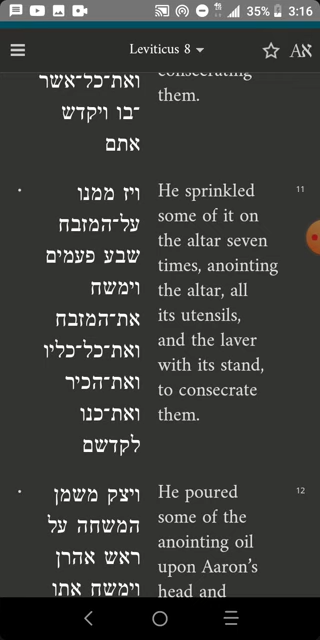 35% 3:16
Leviticus 8
ואת־כל־אשר
־בו ויקדש
אתם
consecrating
them.
ויז ממנו
על־המזבח
שבע פעמים
וימשח
את־המזבח
ואת־כל־כליו
ואת־הכיר
ואת־כנו
לקדשם
He sprinkled
some of it on
the altar seven
times, anointing
the altar, all
its utensils,
and the laver
with its stand,
to consecrate
them.
11
ויצק משמן
המשחה על
ראש אהרן
וימשח אתו
He poured
some of the
anointing oil
upon Aaron's
head and
12